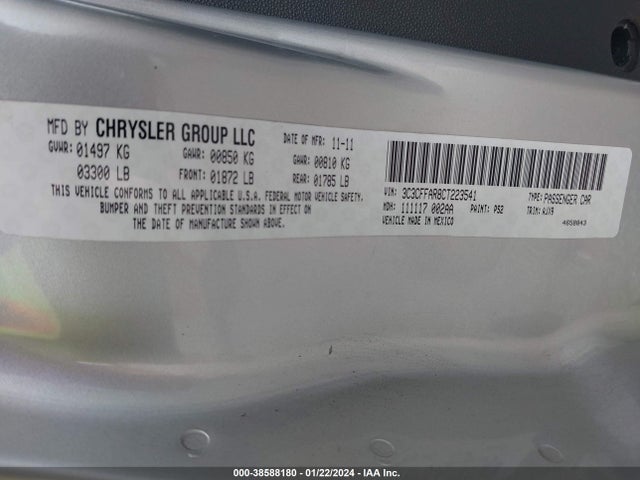 MFD BY CHRYSLER GROUP LLC DATE OF MFR: 11-11
GVWR: 01497 KG GAWR: 00850 KG GAWR: 00810 KG
03300 LB FRONT: 01872 LB REAR: 01785 LB
THIS VEHICLE CONFORMS TO ALL APPLICABLE U.S.A. FEDERAL MOTOR VEHICLE SAFETY,
BUMPER AND THEFT PREVENTION STANDARDS IN EFFECT ON
THE DATE OF MANUFACTURE SHOWN ABOVE.
VIN: 3C3CFFAR8CT223541 TYPE: PASSENGER CAR
MDH: 111117 002AA PAINT: PS2 TRIM: AJX9
VEHICLE MADE IN MEXICO 4658043
000-38588180 - 01/22/2024 - IAA Inc.